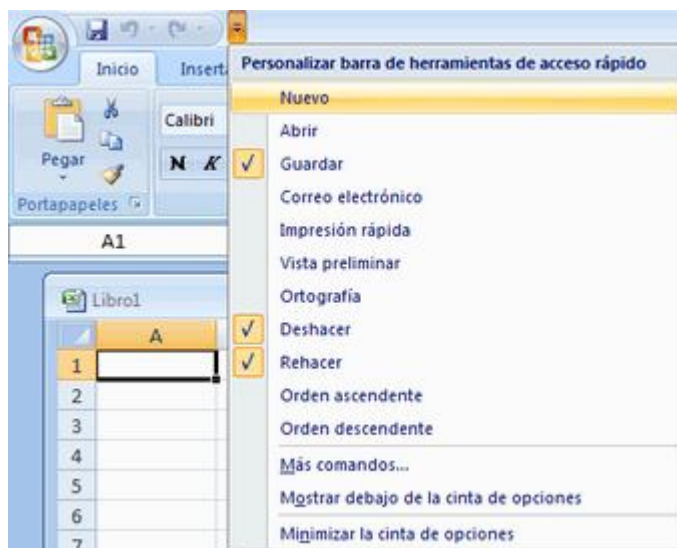 Inicio
Insert
Personalizar barra de herramientas de acceso rápido
Nuevo
Abrir
Guardar
Correo electrónico
Impresión rápida
Vista preliminar
Ortografía
Deshacer
Rehacer
Orden ascendente
Orden descendente
Más comandos...
Mostrar debajo de la cinta de opciones
Minimizar la cinta de opciones
Pegar
Calibri
N K
Portapapeles
A1
Libro1
A
1
2
3
4
5
6
7